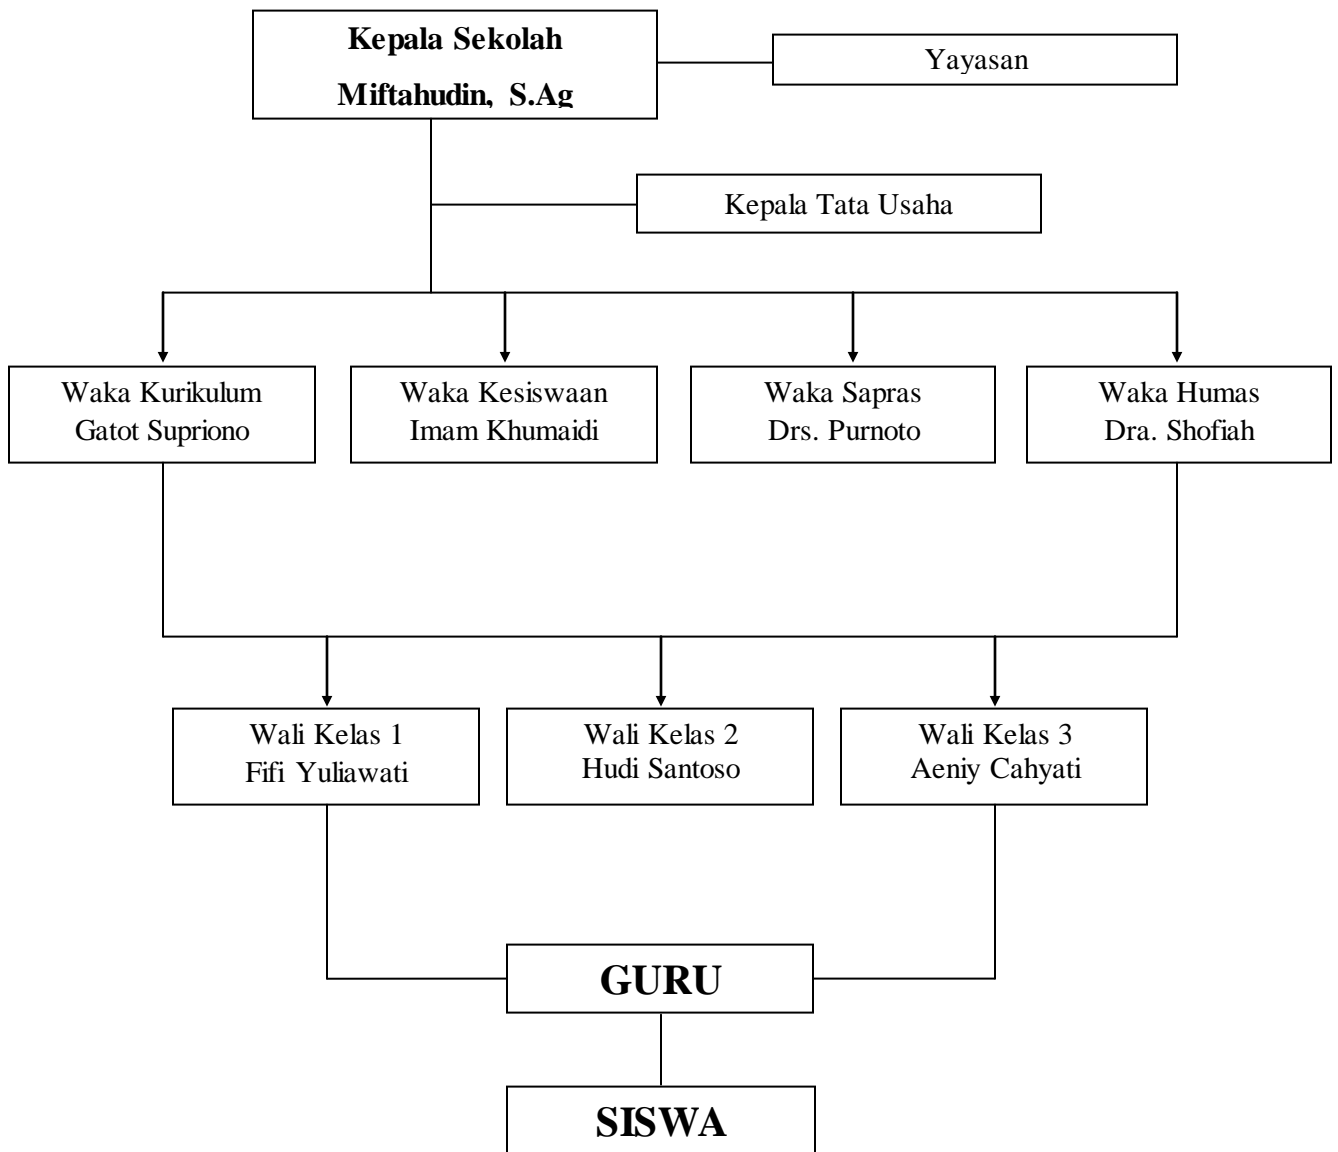 Kepala Sekolah
Miftahudin, S.Ag
Yayasan
Kepala Tata Usaha
Waka Kurikulum
Gatot Supriono
Waka Kesiswaan
Imam Khumaidi
Waka Sapras
Drs. Purnoto
Waka Humas
Dra. Shofiah
Wali Kelas 1
Fifi Yuliawati
Wali Kelas 2
Hudi Santoso
Wali Kelas 3
Aeniy Cahyati
GURU
SISWA